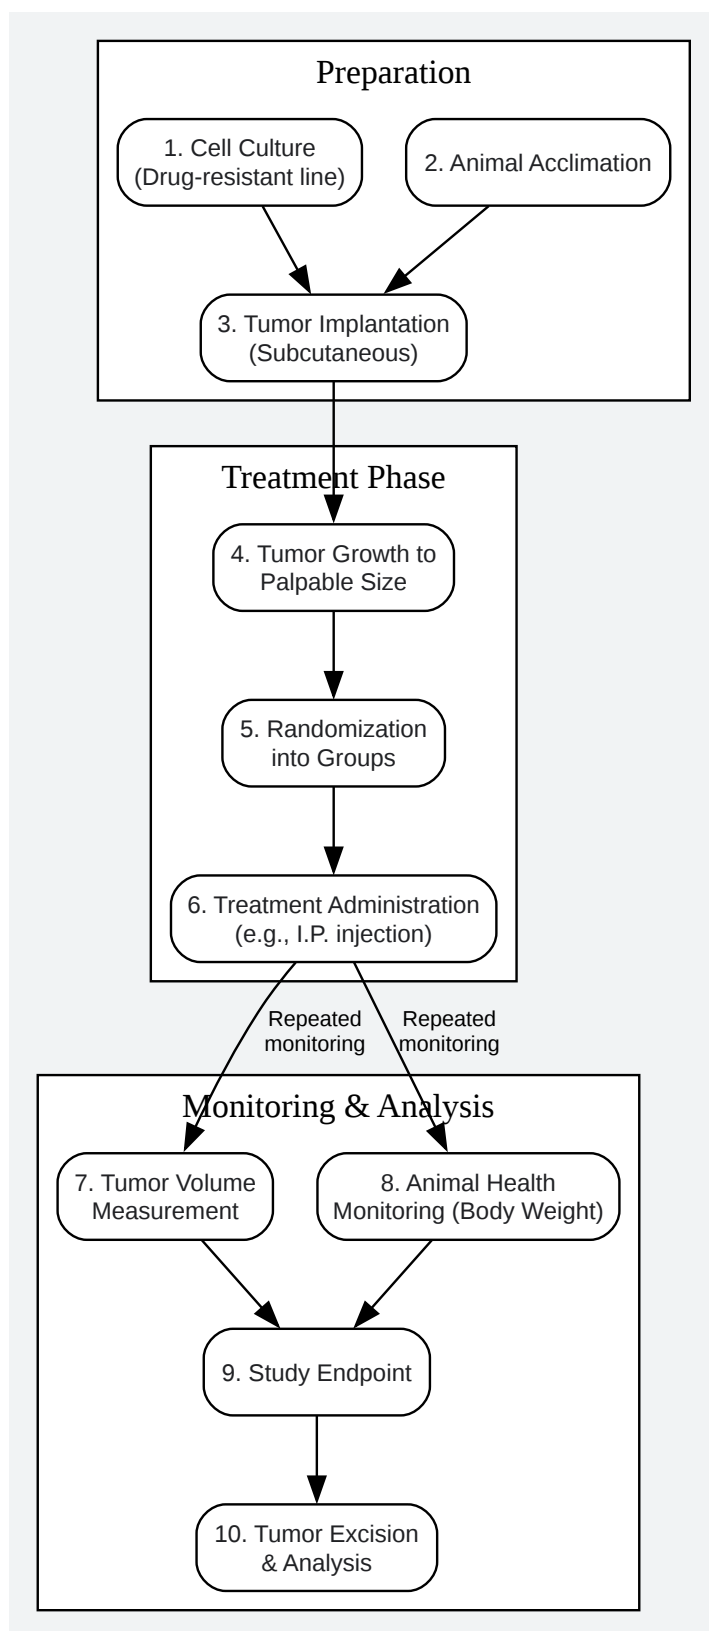 Preparation
1. Cell Culture
(Drug-resistant line)
2. Animal Acclimation
3. Tumor Implantation
(Subcutaneous)
Treatment Phase
4. Tumor Growth to
Palpable Size
5. Randomization
into Groups
6. Treatment Administration
(e.g., I.P. injection)
Repeated
monitoring
Repeated
monitoring
Monitoring & Analysis
7. Tumor Volume
Measurement
8. Animal Health
Monitoring (Body Weight)
9. Study Endpoint
10. Tumor Excision
& Analysis